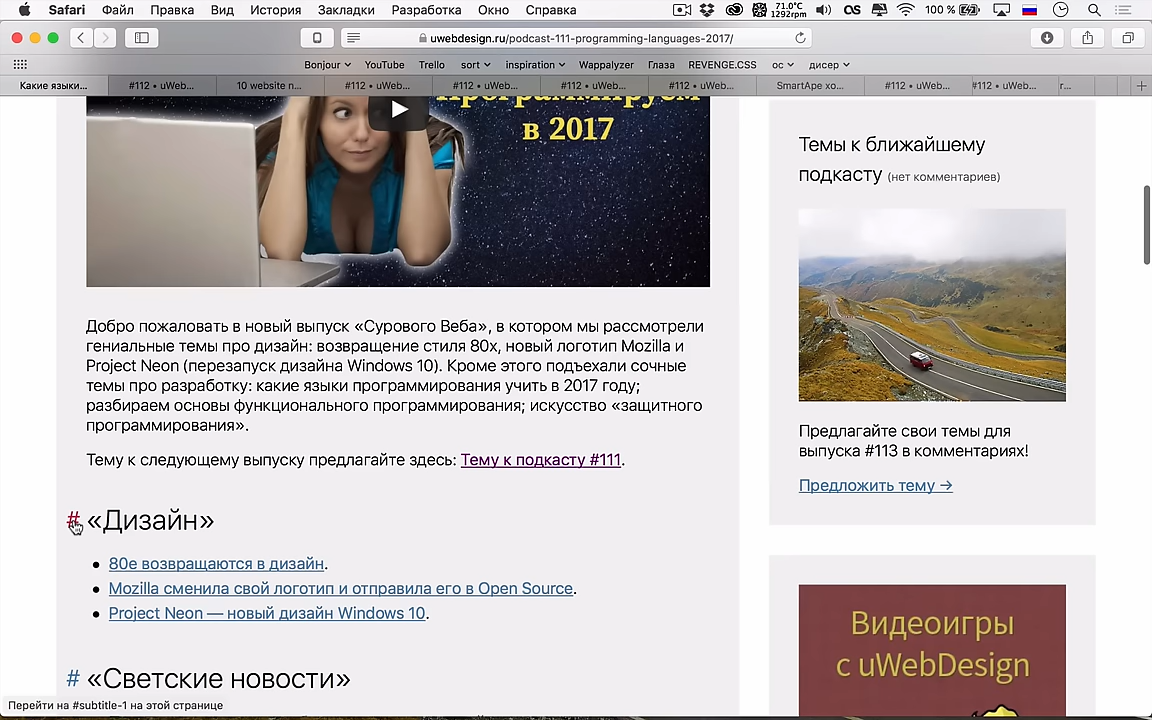 Safari Файл Правка Вид История Закладки Разработка Окно Справка 71.0°C 1292rpm 100 %
uwebdesign.ru/podcast-111-programming-languages-2017/
Bonjour YouTube Trello sort inspiration Wappalyzer Глаза REVENGE.CSS ос дисер
Какие языки... #112 • uWeb... 10 website n... #112 • uWeb... #112 • uWeb... #112 • uWeb... #112 • uWeb... SmartApe хо... #112 • uWeb... #112 • uWeb... г...
Программируем
в 2017
Добро пожаловать в новый выпуск «Сурового Веба», в котором мы рассмотрели
гениальные темы про дизайн: возвращение стиля 80х, новый логотип Mozilla и
Project Neon (перезапуск дизайна Windows 10). Кроме этого подъехали сочные
темы про разработку: какие языки программирования учить в 2017 году;
разбираем основы функционального программирования; искусство «защитного
программирования».
Тему к следующему выпуску предлагайте здесь: Тему к подкасту #111.
# «Дизайн»
80е возвращаются в дизайн.
Mozilla сменила свой логотип и отправила его в Open Source.
Project Neon — новый дизайн Windows 10.
# «Светские новости»
Перейти на #subtitle-1 на этой странице
Темы к ближайшему
подкасту (нет комментариев)
Предлагайте свои темы для
выпуска #113 в комментариях!
Предложить тему →
Видеоигры
с uWebDesign